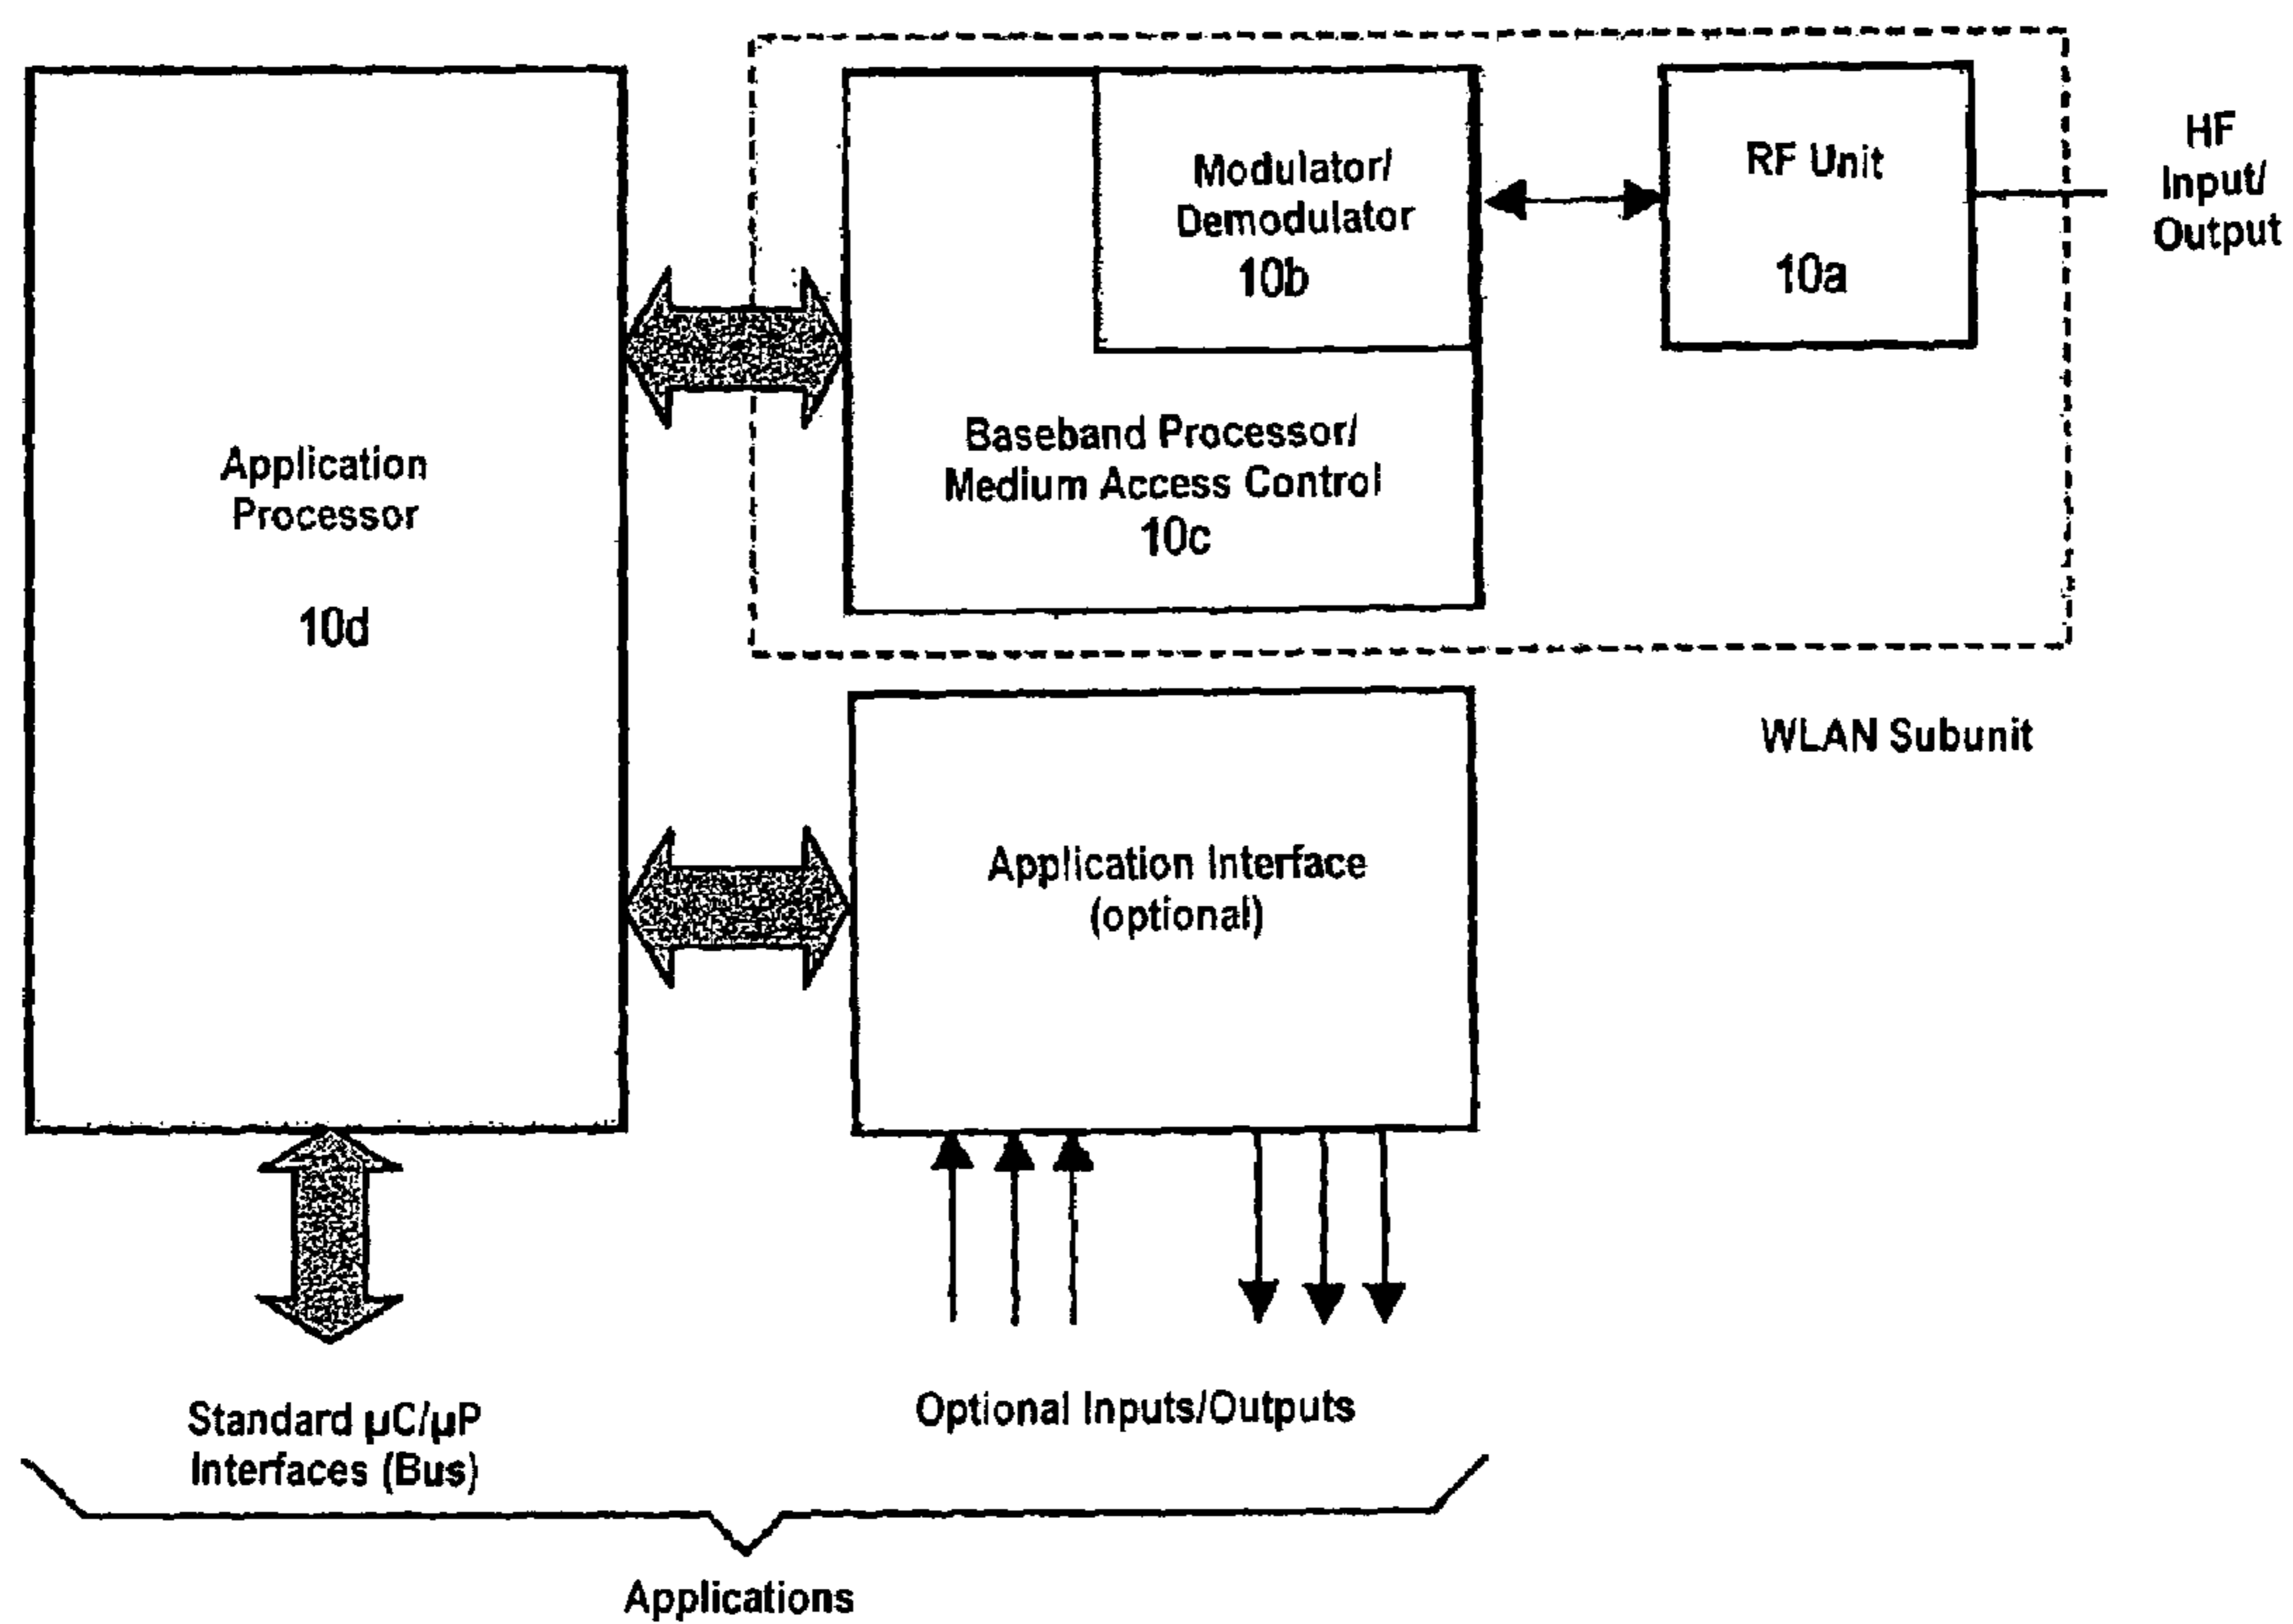 Application
Processor
10d
Modulator/
Demodulator
10b
Baseband Processor/
Medium Access Control
10c
RF Unit
10a
HF
Input/
Output
WLAN Subunit
Application Interface
(optional)
Standard µC/µP
Interfaces (Bus)
Optional Inputs/Outputs
Applications